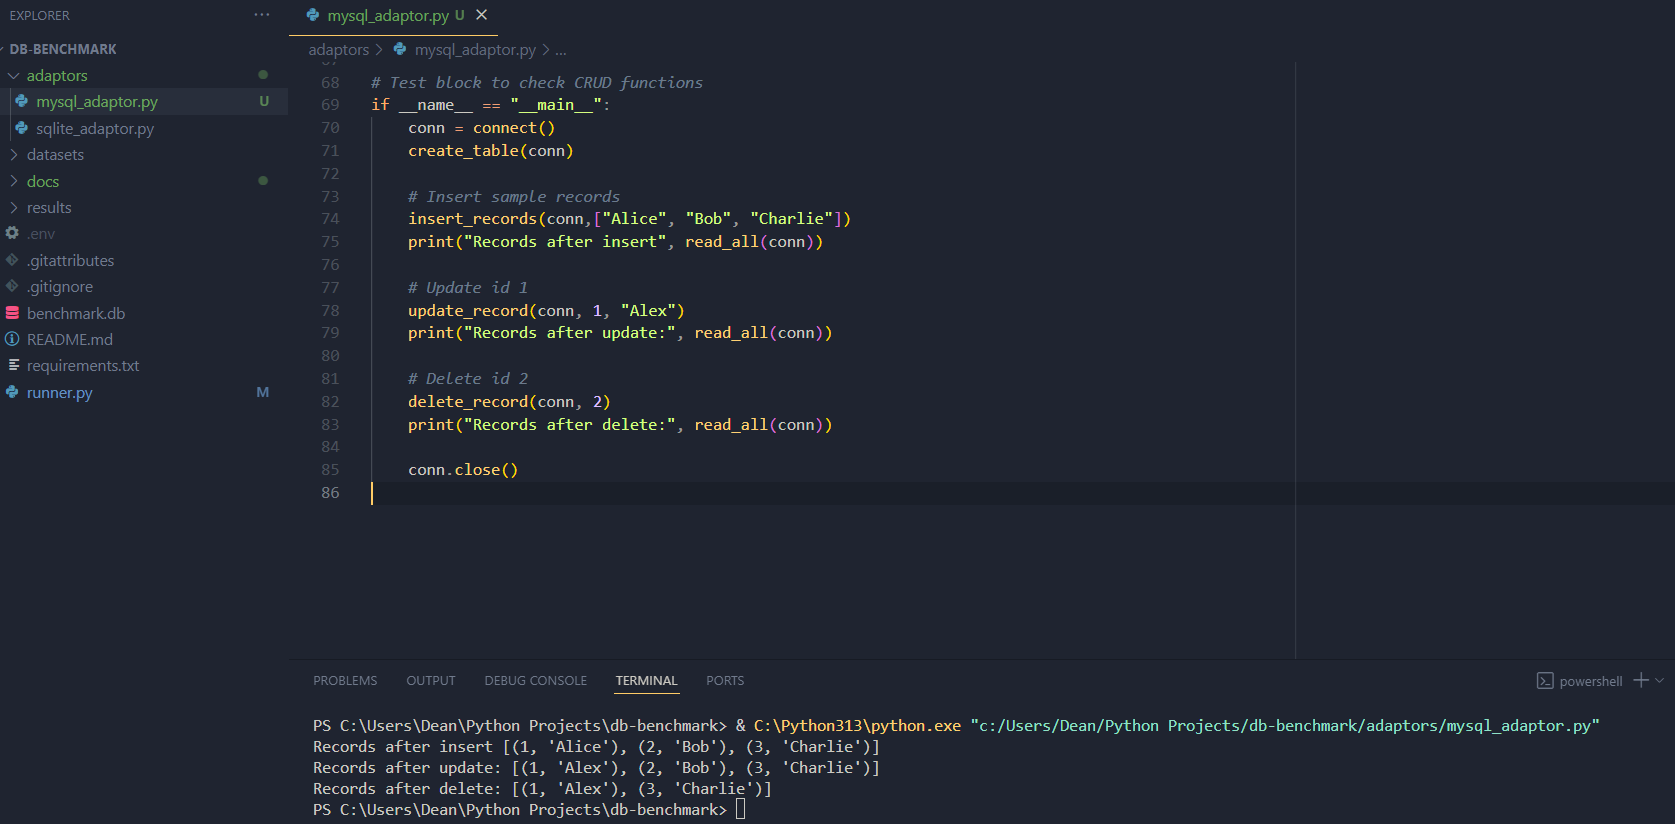 EXPLORER
...
DB-BENCHMARK
adaptors
mysql_adaptor.py U
sqlite_adaptor.py
datasets
docs
results
.env
.gitattributes
.gitignore
benchmark.db
README.md
requirements.txt
runner.py M
mysql_adaptor.py U
adaptors > mysql_adaptor.py > ...
68 # Test block to check CRUD functions
69 if __name__ == "__main__":
70     conn = connect()
71     create_table(conn)
72
73     # Insert sample records
74     insert_records(conn,["Alice", "Bob", "Charlie"])
75     print("Records after insert", read_all(conn))
76
77     # Update id 1
78     update_record(conn, 1, "Alex")
79     print("Records after update:", read_all(conn))
80
81     # Delete id 2
82     delete_record(conn, 2)
83     print("Records after delete:", read_all(conn))
84
85     conn.close()
86
PROBLEMS OUTPUT DEBUG CONSOLE TERMINAL PORTS
powershell
PS C:\Users\Dean\Python Projects\db-benchmark> & C:\Python313\python.exe "c:/Users/Dean/Python Projects/db-benchmark/adaptors/mysql_adaptor.py"
Records after insert [(1, 'Alice'), (2, 'Bob'), (3, 'Charlie')]
Records after update: [(1, 'Alex'), (2, 'Bob'), (3, 'Charlie')]
Records after delete: [(1, 'Alex'), (3, 'Charlie')]
PS C:\Users\Dean\Python Projects\db-benchmark>